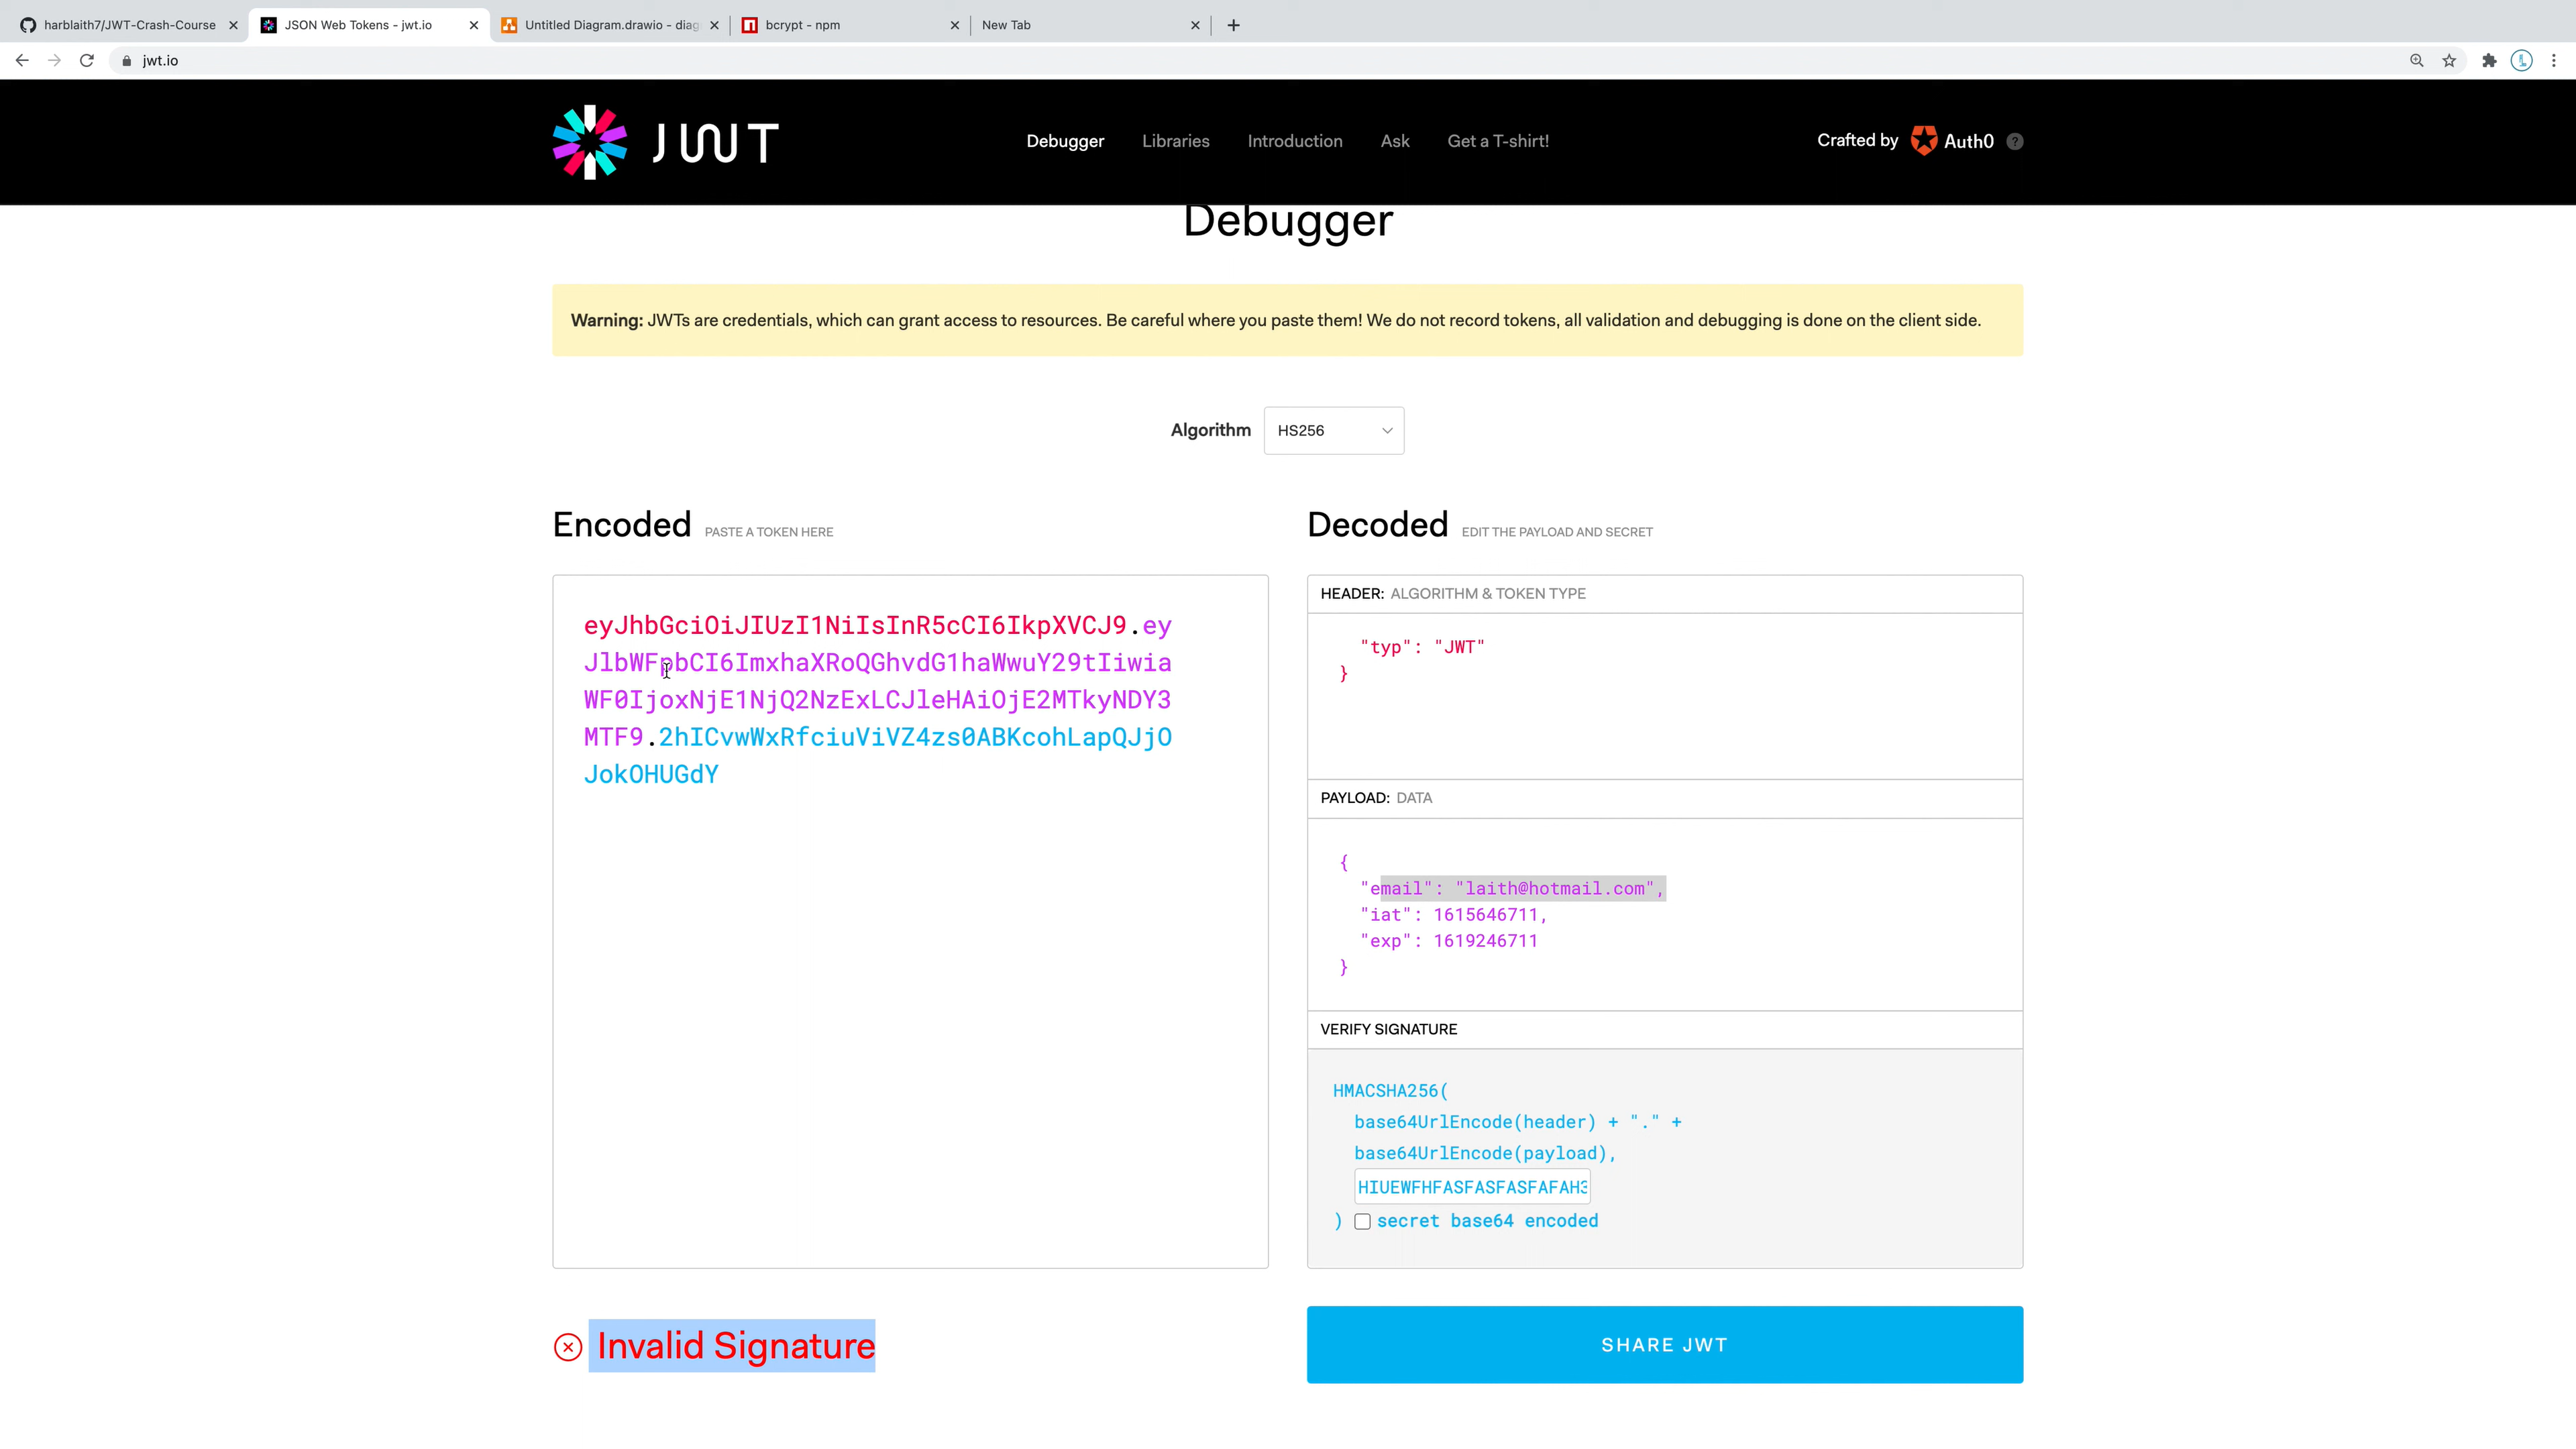 harblaith7/JWT-Crash-Course
JSON Web Tokens - jwt.io
Untitled Diagram.drawio - diag
bcrypt - npm
New Tab
jwt.io
JWT
Debugger
Libraries
Introduction
Ask
Get a T-shirt!
Crafted by Auth0 ?
Debugger
Warning: JWTs are credentials, which can grant access to resources. Be careful where you paste them! We do not record tokens, all validation and debugging is done on the client side.
Algorithm HS256
Encoded PASTE A TOKEN HERE
eyJhbGciOiJIUzI1NiIsInR5cCI6IkpXVCJ9.ey
JlbWFpbCI6ImxhaXRoQGhvdG1haWwuY29tIiwia
WF0IjoxNjE1NjQ2NzExLCJleHAiOjE2MTkyNDY3
MTF9.2hICvwWxRfciuViVZ4zs0ABKcohLapQJjO
JokOHUGdY
Decoded EDIT THE PAYLOAD AND SECRET
HEADER: ALGORITHM & TOKEN TYPE
"typ": "JWT"
}
PAYLOAD: DATA
{
"email": "laith@hotmail.com",
"iat": 1615646711,
"exp": 1619246711
}
VERIFY SIGNATURE
HMACSHA256(
base64UrlEncode(header) + "." +
base64UrlEncode(payload),
HIUEWFHFASFASFASFAFAH3
) secret base64 encoded
Invalid Signature
SHARE JWT